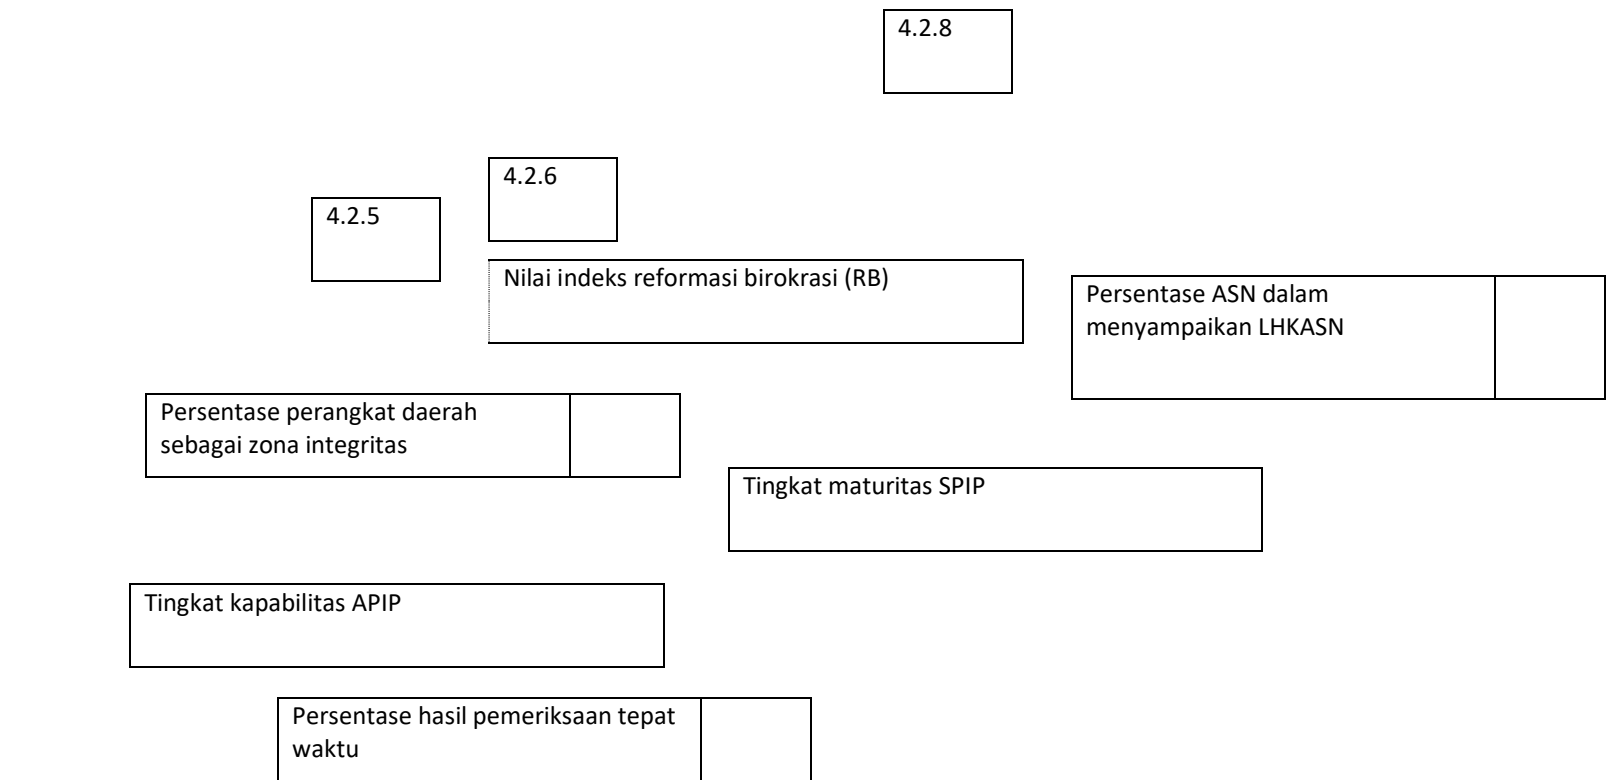 4.2.8
4.2.6
4.2.5
Nilai indeks reformasi birokrasi (RB)
Persentase ASN dalam
menyampaikan LHKASN
Persentase perangkat daerah
sebagai zona integritas
Tingkat maturitas SPIP
Tingkat kapabilitas APIP
Persentase hasil pemeriksaan tepat
waktu